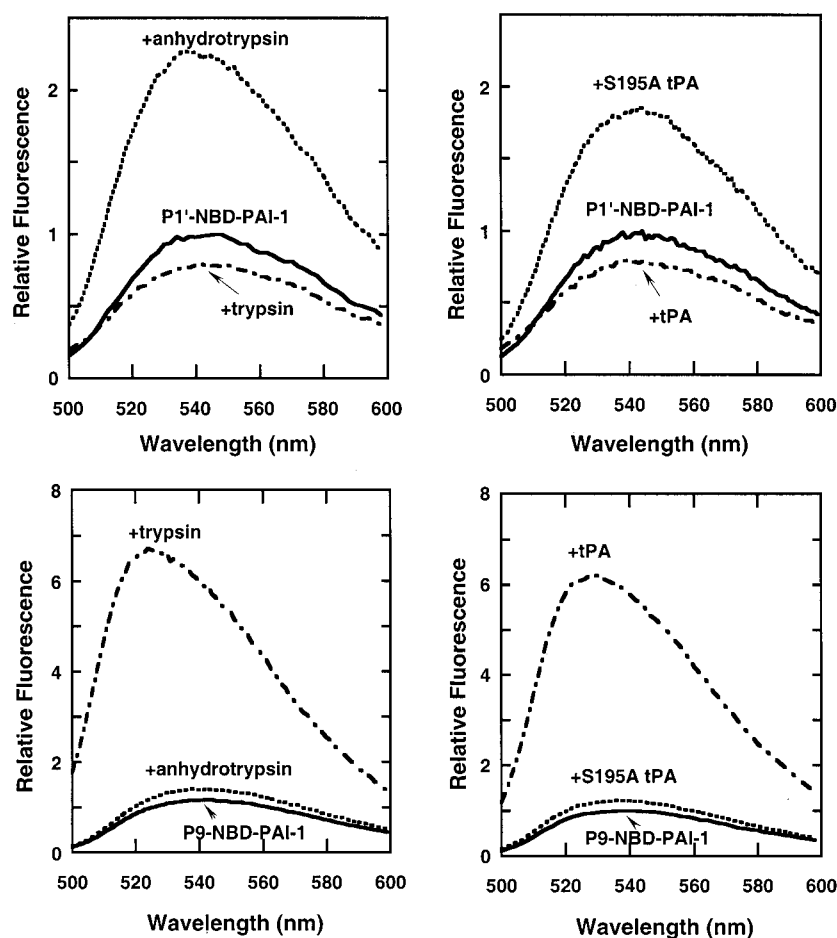 +anhydrotrypsin
P1'-NBD-PAI-1
+trypsin
Relative Fluorescence
2
1
0
500 520 540 560 580 600
Wavelength (nm)
+S195A tPA
P1'-NBD-PAI-1
+tPA
Relative Fluorescence
2
1
0
500 520 540 560 580 600
Wavelength (nm)
+trypsin
+anhydrotrypsin
P9-NBD-PAI-1
Relative Fluorescence
8
6
4
2
0
500 520 540 560 580 600
Wavelength (nm)
+tPA
+S195A tPA
P9-NBD-PAI-1
Relative Fluorescence
8
6
4
2
0
500 520 540 560 580 600
Wavelength (nm)